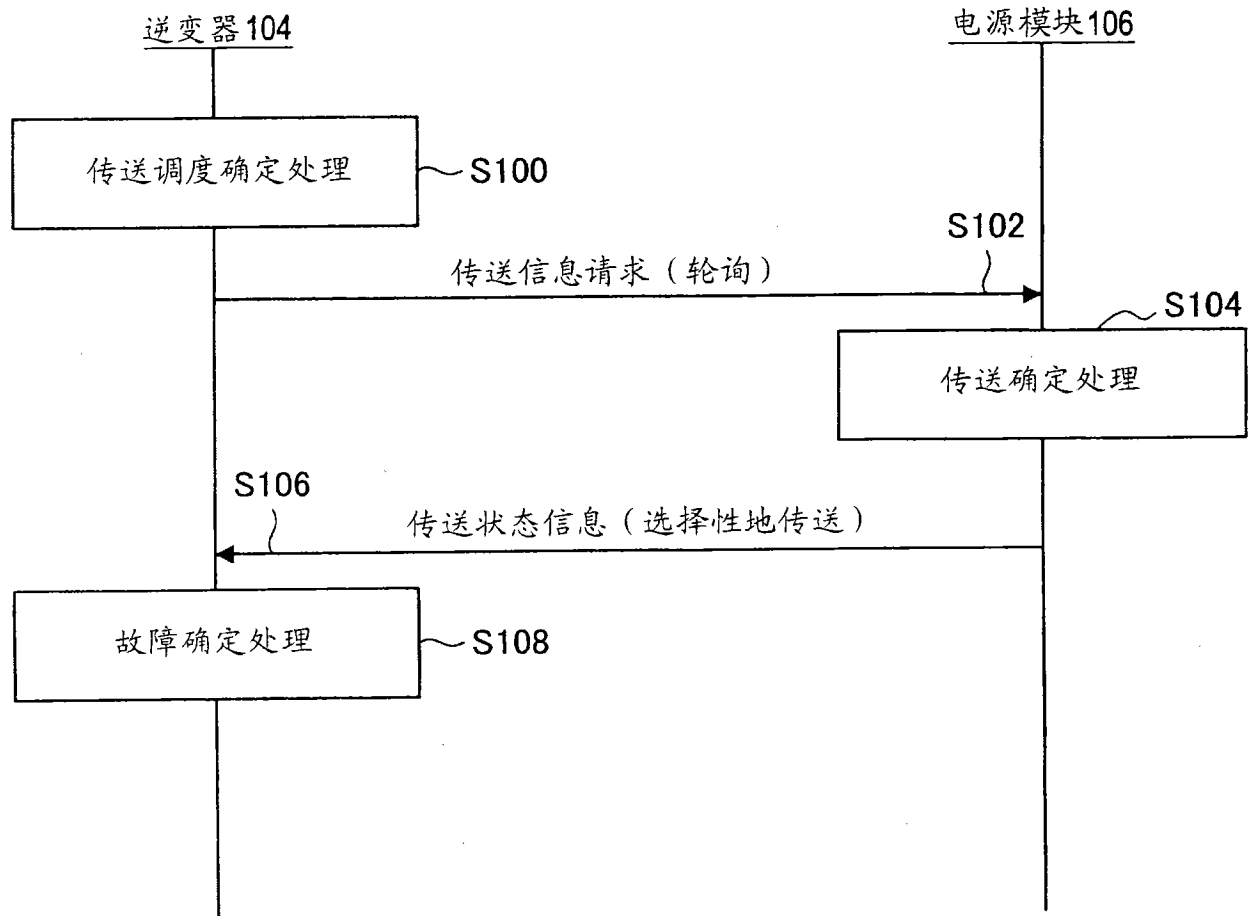 逆变器104
电源模块106
传送调度确定处理
S100
S102
传送信息请求（轮询）
S104
传送确定处理
S106
传送状态信息（选择性地传送）
故障确定处理
S108